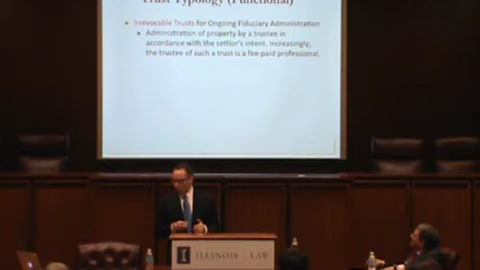 Trust Typology (Functional)
Irrevocable Trusts for Ongoing Fiduciary Administration
Administration of property by a trustee in
accordance with the settlor's intent. Increasingly,
the trustee of such a trust is a fee-paid professional.
I ILLINOIS LAW